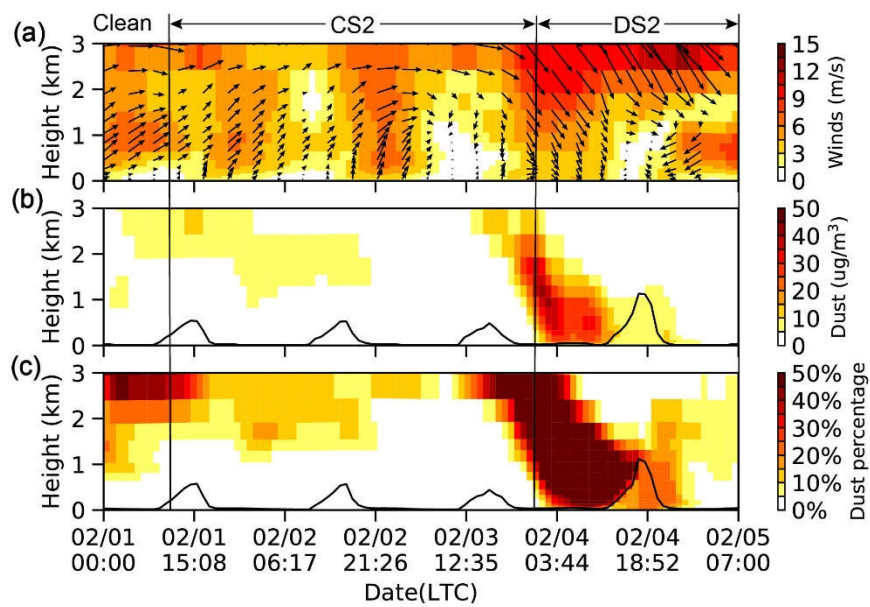 Clean CS2 DS2
(a)
Height (km)
3
2
1
0
15
12
9
6
3
0
Winds (m/s)
(b)
Height (km)
3
2
1
0
50
40
30
20
10
0
Dust (ug/m³)
(c)
Height (km)
3
2
1
0
50%
40%
30%
20%
10%
0%
Dust percentage
02/01 02/01 02/02 02/02 02/03 02/04 02/04 02/05
00:00 15:08 06:17 21:26 12:35 03:44 18:52 07:00
Date(LTC)